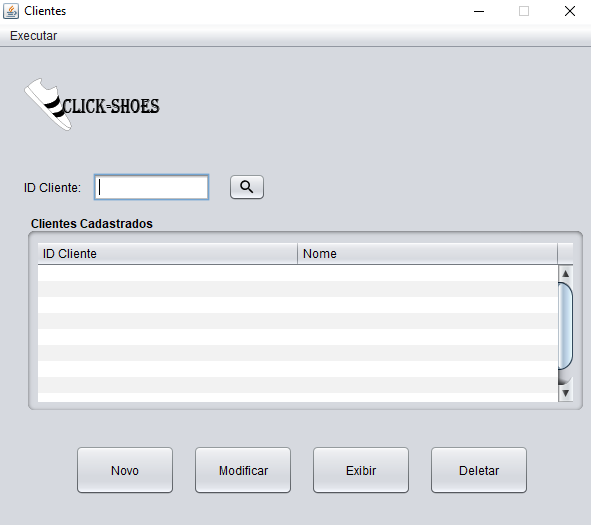 Clientes
Executar
CLICK-SHOES
ID Cliente:
Clientes Cadastrados
ID Cliente Nome
Novo Modificar Exibir Deletar